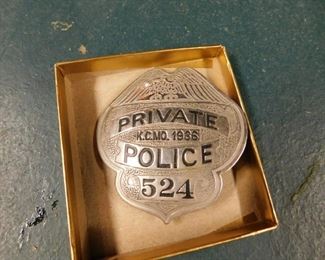 PRIVATE
K.C.MO. 1936
POLICE
524